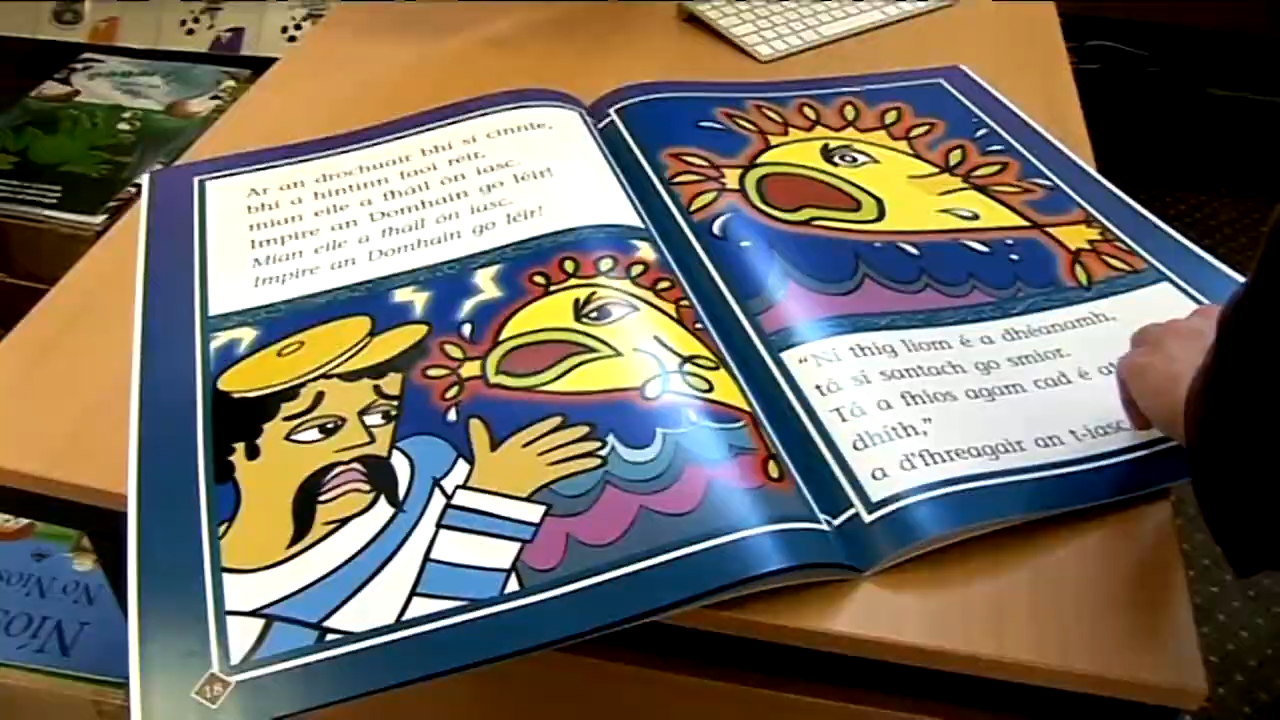 Ar an drochuair bhí sí cinnte,
bhí a hintinn faoi réir,
mian eile a fháil ón iasc.
Impire an Domhain go léir!
Mian eile a fháil ón iasc.
Impire an Domhain go léir!
18
“Ní thig liom é a dhéanamh,
tá sí santach go smior.
Tá a fhios agam cad é
dhíth,”
a d’fhreagair an t-iasc
Níos
Nó Níos